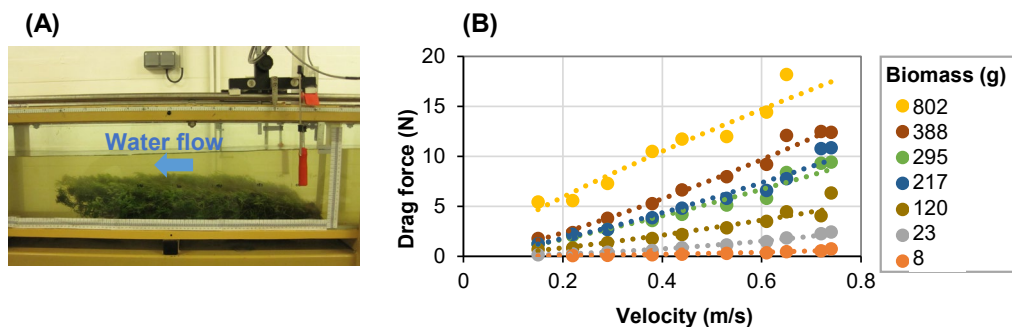 (A)
Water flow
(B)
Drag force (N)
20
15
10
5
0
0
0.2
0.4
0.6
0.8
Velocity (m/s)
Biomass (g)
802
388
295
217
120
23
8